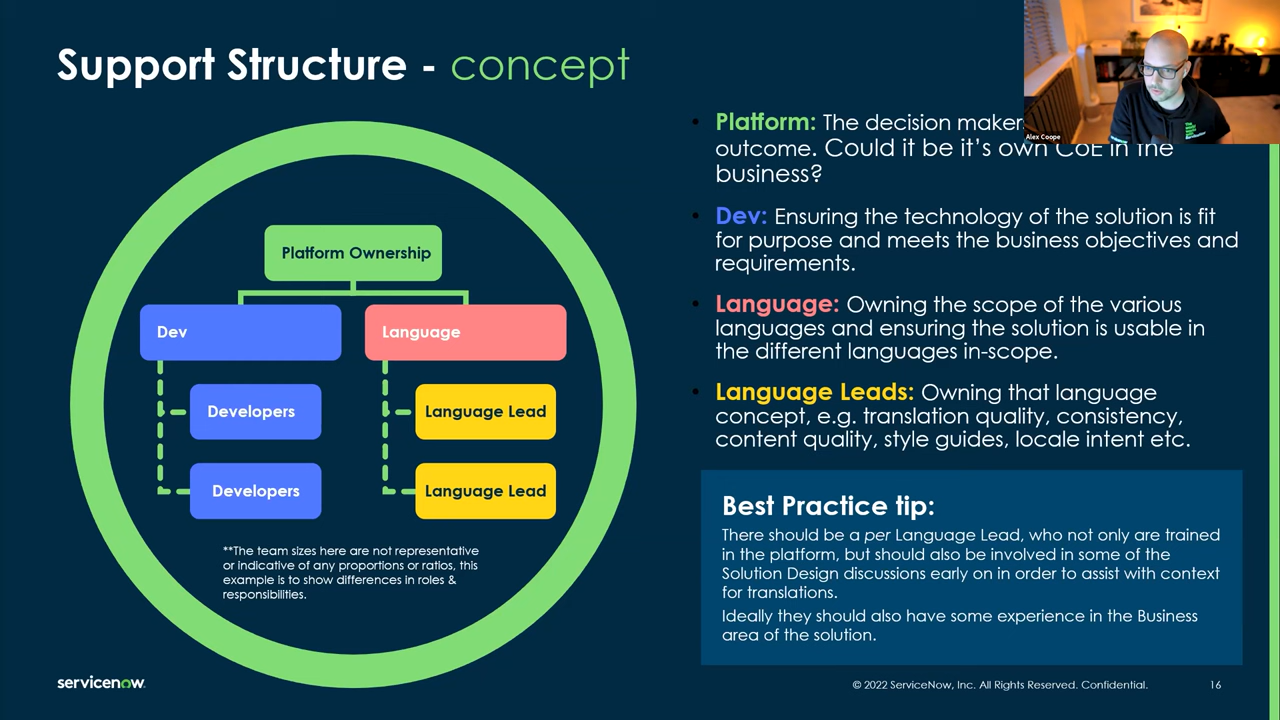 Support Structure - concept
Alex Coope
Platform Ownership
Dev
Language
Developers
Language Lead
Developers
Language Lead
**The team sizes here are not representative
or indicative of any proportions or ratios, this
example is to show differences in roles &
responsibilities.
• Platform: The decision maker
outcome. Could it be it's own CoE in the
business?
• Dev: Ensuring the technology of the solution is fit
for purpose and meets the business objectives and
requirements.
• Language: Owning the scope of the various
languages and ensuring the solution is usable in
the different languages in-scope.
• Language Leads: Owning that language
concept, e.g. translation quality, consistency,
content quality, style guides, locale intent etc.
Best Practice tip:
There should be a per Language Lead, who not only are trained
in the platform, but should also be involved in some of the
Solution Design discussions early on in order to assist with context
for translations.
Ideally they should also have some experience in the Business
area of the solution.
servicenow.
© 2022 ServiceNow, Inc. All Rights Reserved. Confidential.
16